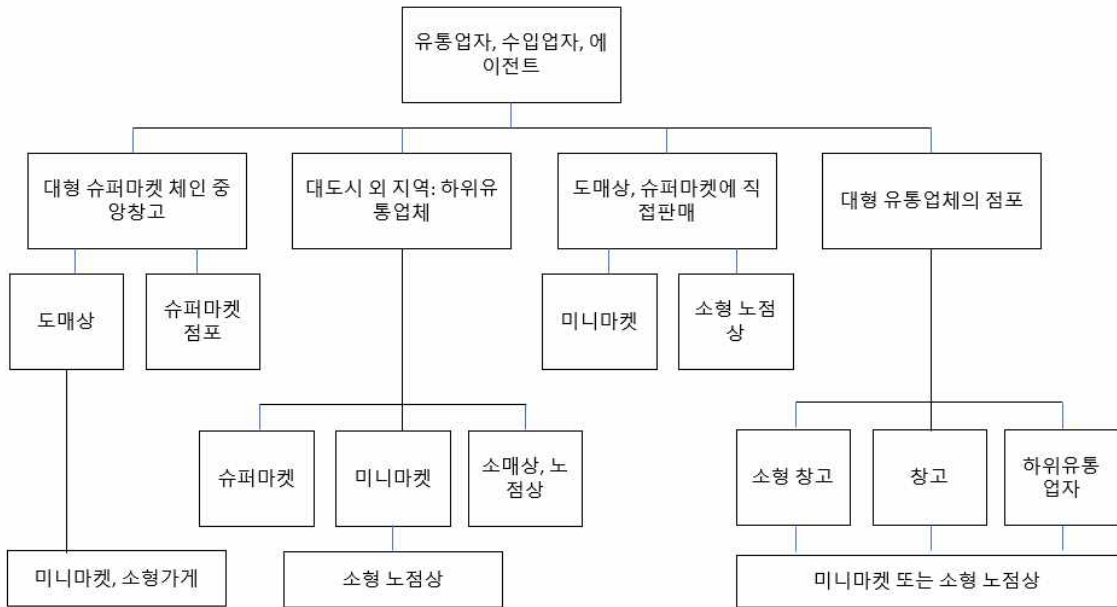 유통업자, 수입업자, 에
이전트
대형 슈퍼마켓 체인 중
앙창고
대도시 외 지역: 하위유
통업체
도매상, 슈퍼마켓에 직
접판매
대형 유통업체의 점포
도매상
슈퍼마켓
점포
미니마켓
소형 노점
상
슈퍼마켓
미니마켓
소매상, 노
점상
소형 창고
창고
하위유통
업자
미니마켓, 소형가게
소형 노점상
미니마켓 또는 소형 노점상